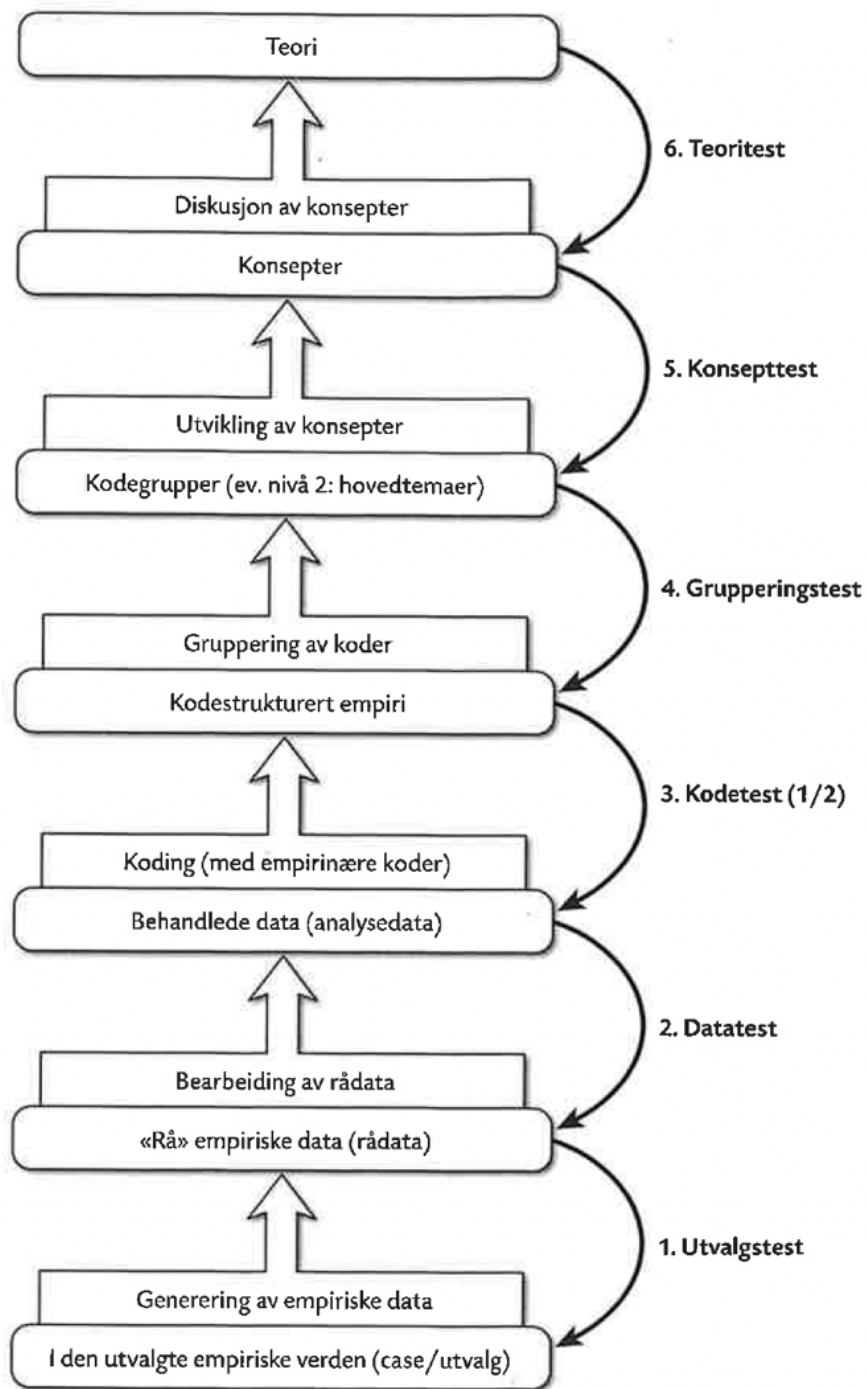 Teori
6. Teoritest
Diskusjon av konsepter
Konsepter
5. Konsepttest
Utvikling av konsepter
Kodegrupper (ev. nivå 2: hovedtemaer)
4. Grupperingstest
Gruppering av koder
Kodestrukturert empiri
3. Kodetest (1/2)
Koding (med empirinære koder)
Behandlede data (analysedata)
2. Datatest
Bearbeiding av rådata
«Rå» empiriske data (rådata)
1. Utvalgstest
Generering av empiriske data
I den utvalgte empiriske verden (case/utvalg)